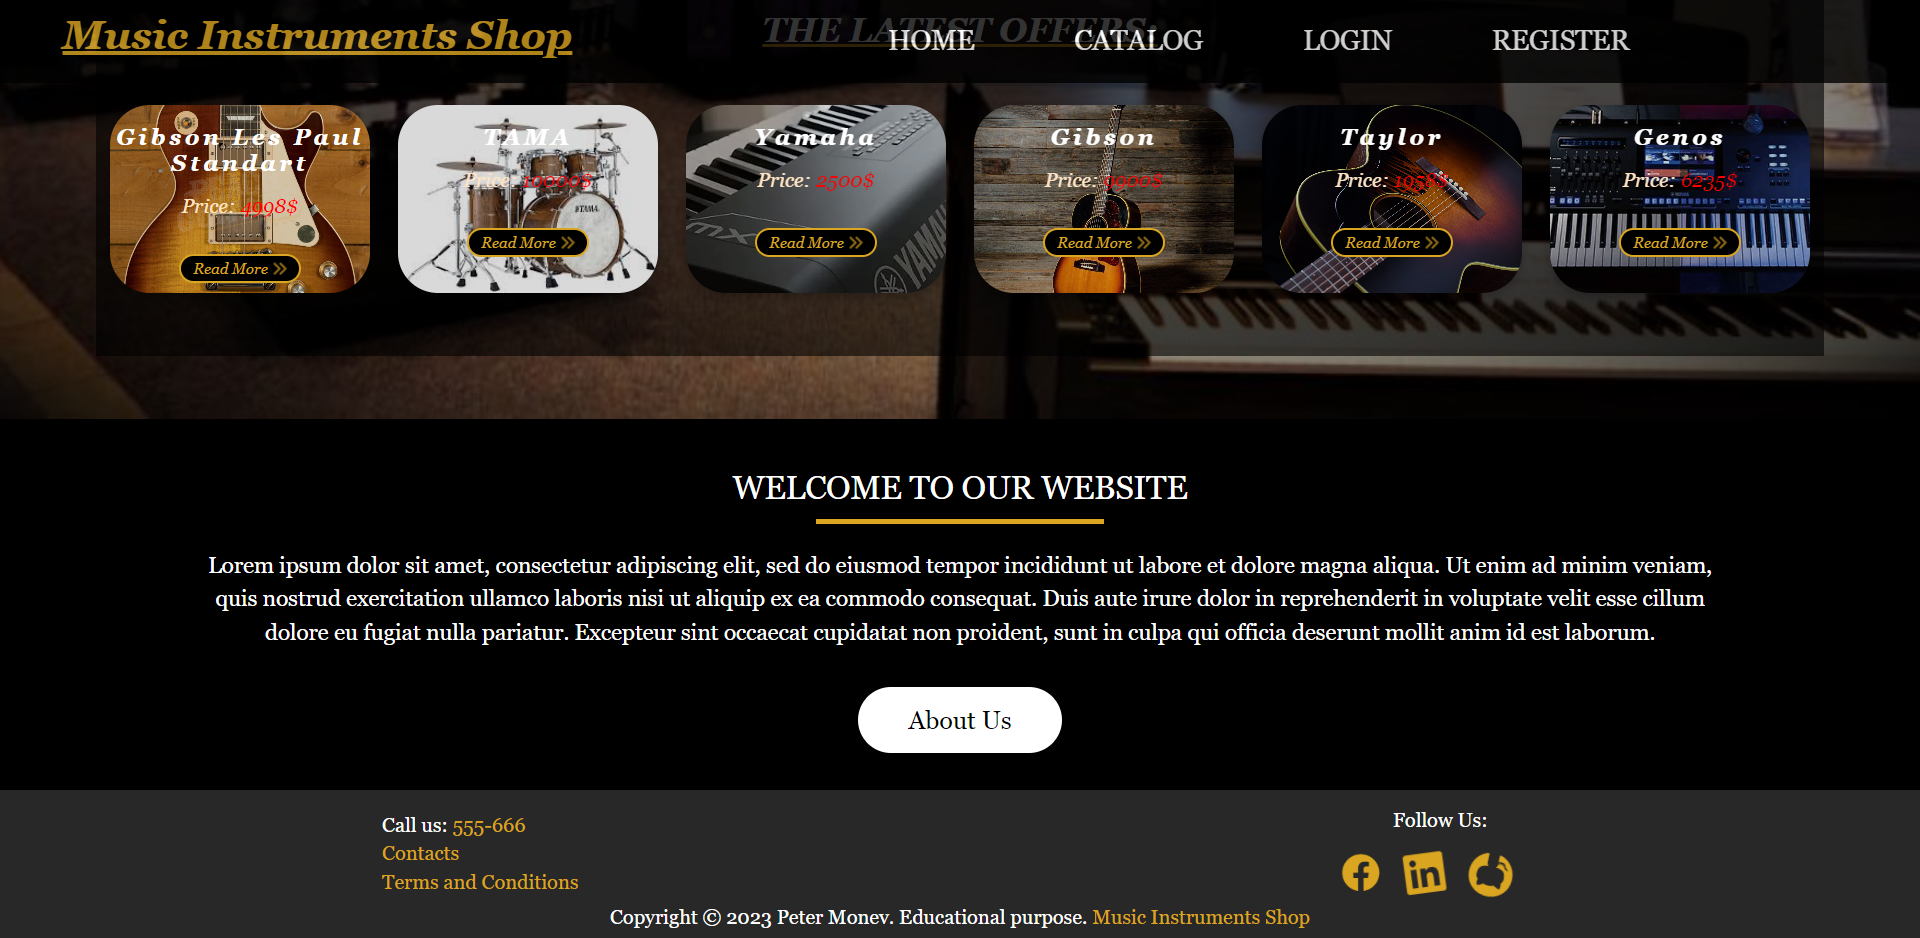 Music Instruments Shop
THE LATEST OFFERS:
HOME CATALOG LOGIN REGISTER
Gibson Les Paul
Standart
Price: 4998$
Read More »
TAMA
Price: 10000$
Read More »
Yamaha
Price: 2500$
Read More »
Gibson
Price: 9900$
Read More »
Taylor
Price: 1958$
Read More »
Genos
Price: 6235$
Read More »
TAMA
YAMAHA
mx
WELCOME TO OUR WEBSITE
Lorem ipsum dolor sit amet, consectetur adipiscing elit, sed do eiusmod tempor incididunt ut labore et dolore magna aliqua. Ut enim ad minim veniam,
quis nostrud exercitation ullamco laboris nisi ut aliquip ex ea commodo consequat. Duis aute irure dolor in reprehenderit in voluptate velit esse cillum
dolore eu fugiat nulla pariatur. Excepteur sint occaecat cupidatat non proident, sunt in culpa qui officia deserunt mollit anim id est laborum.
About Us
Call us: 555-666
Contacts
Terms and Conditions
Follow Us:
in
Copyright © 2023 Peter Monev. Educational purpose. Music Instruments Shop